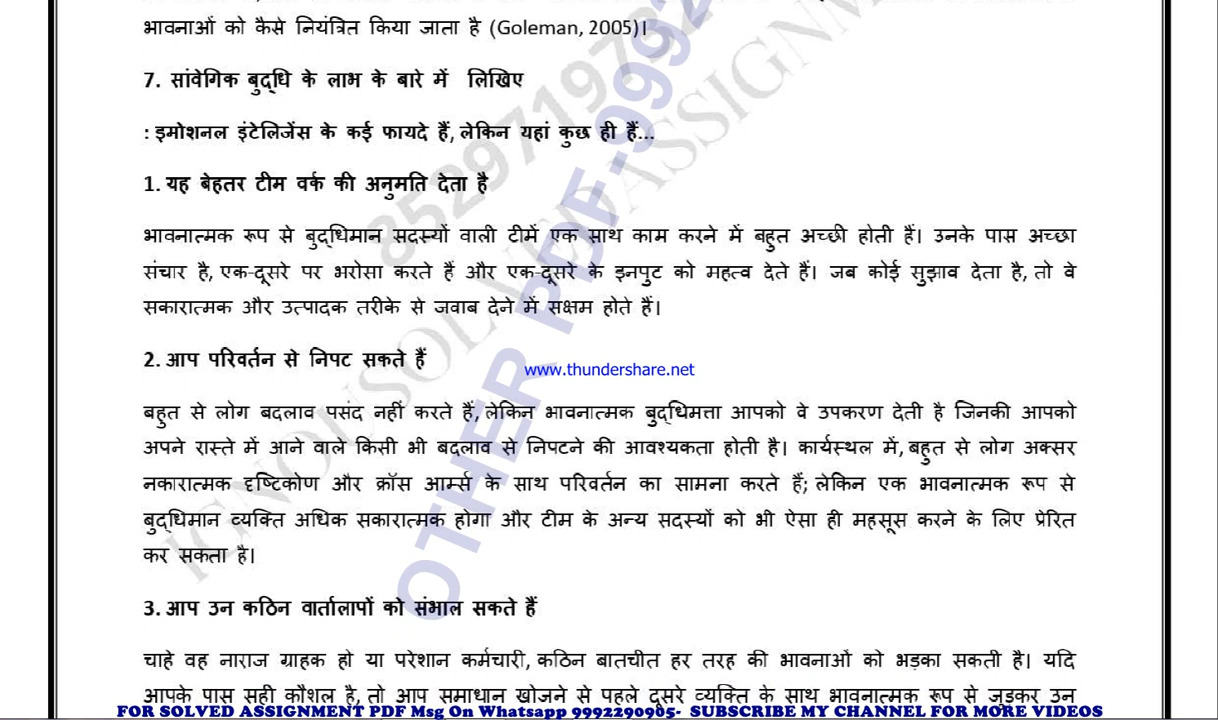 भावनाओं को कैसे नियंत्रित किया जाता है (Goleman, 2005)।
7. सांवेगिक बुद्धि के लाभ के बारे में लिखिए
: इमोशनल इंटेलिजेंस के कई फायदे हैं, लेकिन यहां कुछ ही हैं...
1. यह बेहतर टीम वर्क की अनुमति देता है
भावनात्मक रूप से बुद्धिमान सदस्यों वाली टीमें एक साथ काम करने में बहुत अच्छी होती हैं। उनके पास अच्छा
संचार है, एक-दूसरे पर भरोसा करते हैं और एक-दूसरे के इनपुट को महत्व देते हैं। जब कोई सुझाव देता है, तो वे
सकारात्मक और उत्पादक तरीके से जवाब देने में सक्षम होते हैं।
2. आप परिवर्तन से निपट सकते हैं
www.thundershare.net
बहुत से लोग बदलाव पसंद नहीं करते हैं, लेकिन भावनात्मक बुद्धिमत्ता आपको वे उपकरण देती है जिनकी आपको
अपने रास्ते में आने वाले किसी भी बदलाव से निपटने की आवश्यकता होती है। कार्यस्थल में, बहुत से लोग अक्सर
नकारात्मक दृष्टिकोण और क्रॉस आर्म्स के साथ परिवर्तन का सामना करते हैं; लेकिन एक भावनात्मक रूप से
बुद्धिमान व्यक्ति अधिक सकारात्मक होगा और टीम के अन्य सदस्यों को भी ऐसा ही महसूस करने के लिए प्रेरित
कर सकता है।
3. आप उन कठिन वार्तालापों को संभाल सकते हैं
चाहे वह नाराज ग्राहक हो या परेशान कर्मचारी, कठिन बातचीत हर तरह की भावनाओं को भड़का सकती है। यदि
आपके पास सही कौशल है, तो आप समाधान खोजने से पहले दूसरे व्यक्ति के साथ भावनात्मक रूप से जुड़कर उन
FOR SOLVED ASSIGNMENT PDF Msg On Whatsapp 9992290965- SUBSCRIBE MY CHANNEL FOR MORE VIDEOS
OTHER PDF-9992